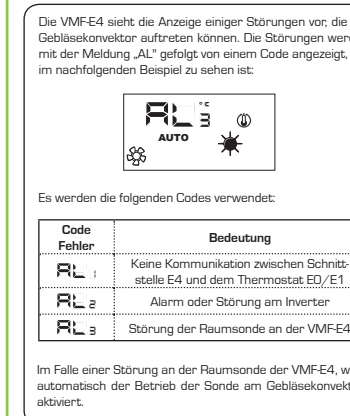 Die VMF-E4 sieht die Anzeige einiger Störungen vor, die
Gebläsekonvektor auftreten können. Die Störungen
mit der Meldung „AL" gefolgt von einem Code angezeigt,
im nachfolgenden Beispiel zu sehen ist:
AL 3 °C
AUTO
Es werden die folgenden Codes verwendet:
Code Fehler
Bedeutung
AL 1
Keine Kommunikation zwischen Schnitt-
stelle E4 und dem Thermostat E0/E1
AL 2
Alarm oder Störung am Inverter
AL 3
Störung der Raumsonde an der VMF-E4
Im Falle einer Störung an der Raumsonde der VMF-E4,
automatisch der Betrieb der Sonde am
aktiviert.